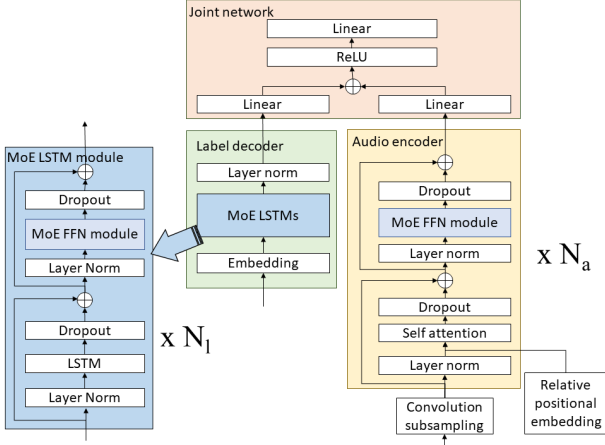 Joint network
Linear
ReLU
Linear
Linear
MoE LSTM module
Dropout
MoE FFN module
Layer Norm
Dropout
LSTM
Layer Norm
x N_l
Label decoder
Layer norm
MoE LSTMs
Embedding
Audio encoder
Dropout
MoE FFN module
Layer norm
Dropout
Self attention
Layer norm
x N_a
Convolution
subsampling
Relative
positional
embedding